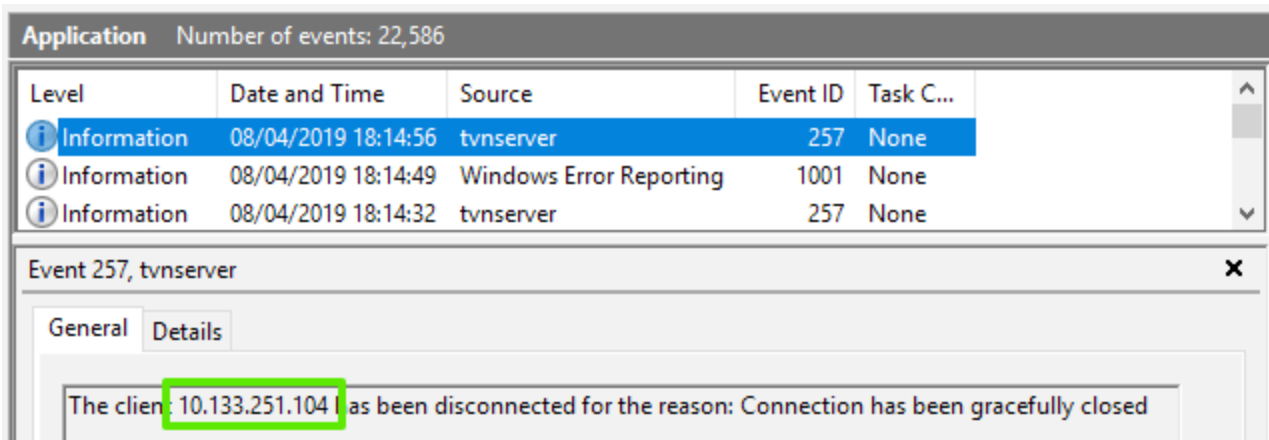 Application Number of events: 22,586
Level Date and Time Source Event ID Task C...
Information 08/04/2019 18:14:56 tvnserver 257 None
Information 08/04/2019 18:14:49 Windows Error Reporting 1001 None
Information 08/04/2019 18:14:32 tvnserver 257 None
Event 257, tvnserver
General Details
The client 10.133.251.104 has been disconnected for the reason: Connection has been gracefully closed